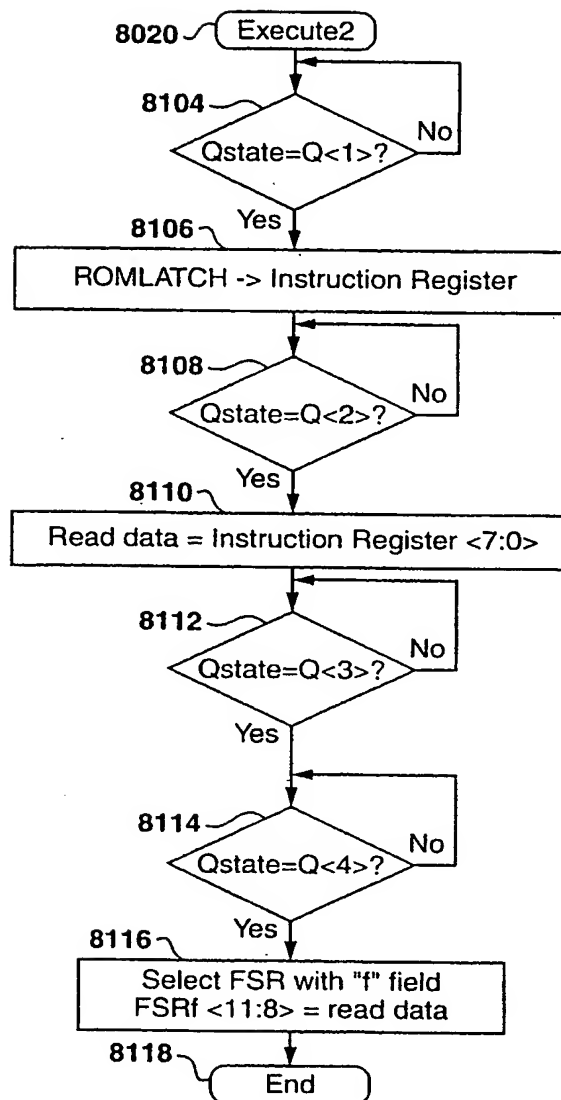 8020
Execute2
8104
No
Qstate=Q<1>?
Yes
8106
ROMLATCH -> Instruction Register
8108
No
Qstate=Q<2>?
Yes
8110
Read data = Instruction Register <7:0>
8112
No
Qstate=Q<3>?
Yes
8114
No
Qstate=Q<4>?
Yes
8116
Select FSR with "f" field
FSRf <11:8> = read data
8118
End